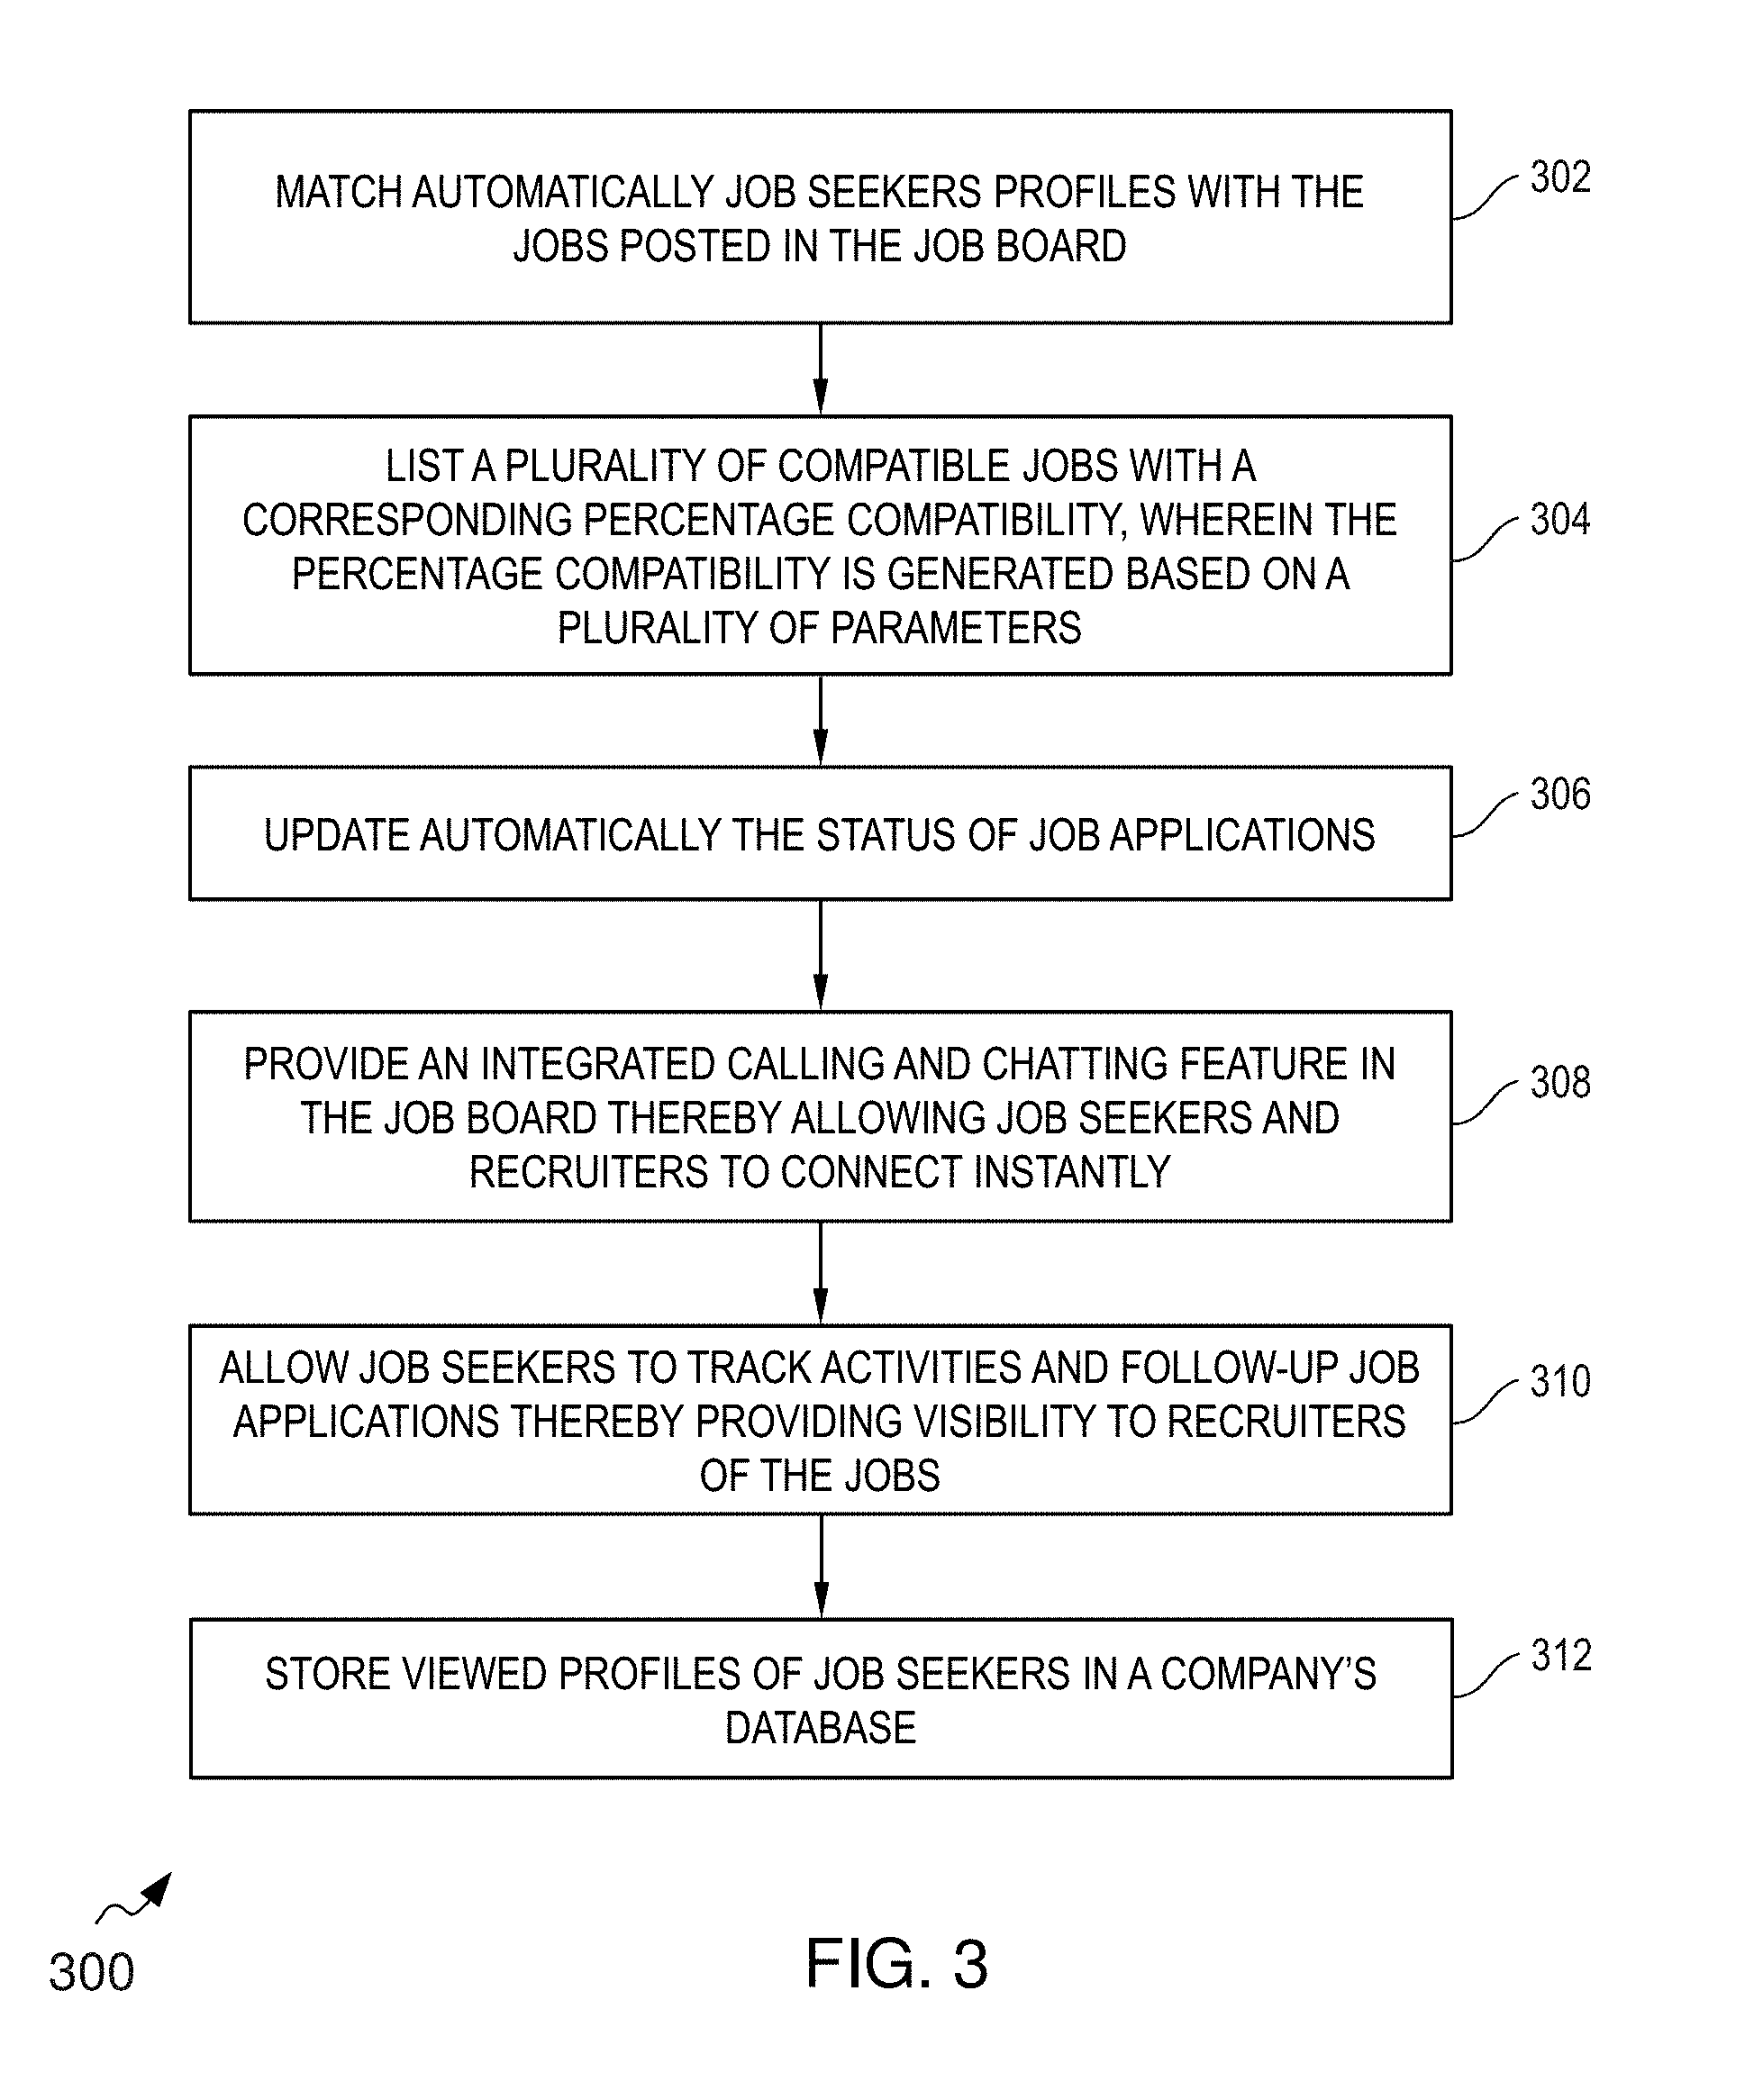 MATCH AUTOMATICALLY JOB SEEKERS PROFILES WITH THE
JOBS POSTED IN THE JOB BOARD
302
LIST A PLURALITY OF COMPATIBLE JOBS WITH A
CORRESPONDING PERCENTAGE COMPATIBILITY, WHEREIN THE
PERCENTAGE COMPATIBILITY IS GENERATED BASED ON A
PLURALITY OF PARAMETERS
304
UPDATE AUTOMATICALLY THE STATUS OF JOB APPLICATIONS
306
PROVIDE AN INTEGRATED CALLING AND CHATTING FEATURE IN
THE JOB BOARD THEREBY ALLOWING JOB SEEKERS AND
RECRUITERS TO CONNECT INSTANTLY
308
ALLOW JOB SEEKERS TO TRACK ACTIVITIES AND FOLLOW-UP JOB
APPLICATIONS THEREBY PROVIDING VISIBILITY TO RECRUITERS
OF THE JOBS
310
STORE VIEWED PROFILES OF JOB SEEKERS IN A COMPANY’S
DATABASE
312
300
FIG. 3